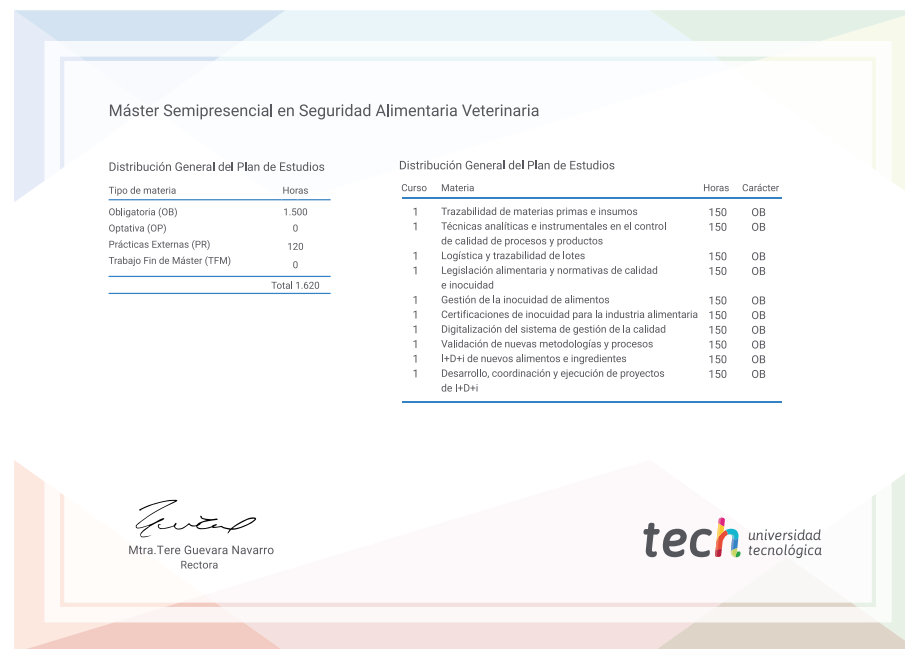 Máster Semipresencial en Seguridad Alimentaria Veterinaria
Distribución General del Plan de Estudios
Tipo de materia Horas
Obligatoria (OB) 1.500
Optativa (OP) 0
Prácticas Externas (PR) 120
Trabajo Fin de Máster (TFM) 0
Total 1.620
Distribución General del Plan de Estudios
Curso Materia Horas Carácter
1 Trazabilidad de materias primas e insumos 150 OB
1 Técnicas analíticas e instrumentales en el control 150 OB
de calidad de procesos y productos
1 Logística y trazabilidad de lotes 150 OB
1 Legislación alimentaria y normativas de calidad 150 OB
e inocuidad
1 Gestión de la inocuidad de alimentos 150 OB
1 Certificaciones de inocuidad para la industria alimentaria 150 OB
1 Digitalización del sistema de gestión de la calidad 150 OB
1 Validación de nuevas metodologías y procesos 150 OB
1 I+D+i de nuevos alimentos e ingredientes 150 OB
1 Desarrollo, coordinación y ejecución de proyectos 150 OB
de I+D+i
Mtra.Tere Guevara Navarro
Rectora
tech universidad
tecnológica